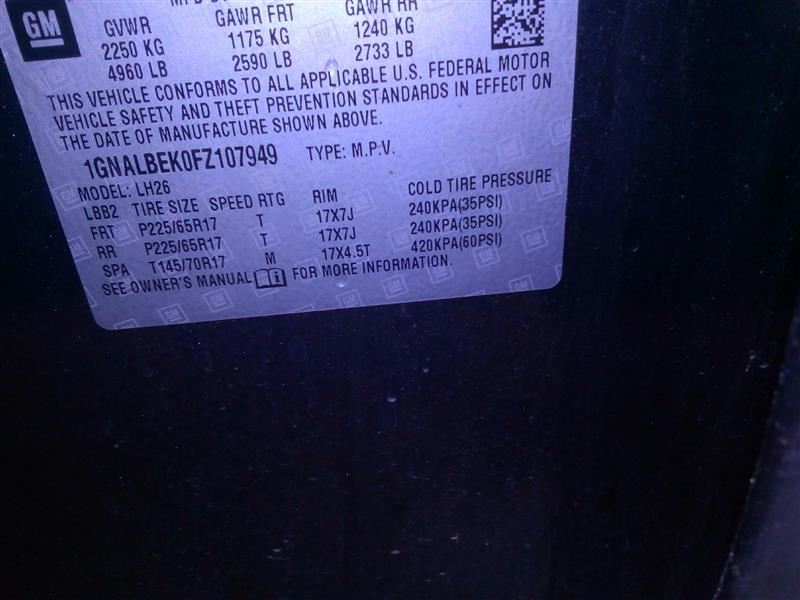 GM
GVWR GAWR FRT GAWR RR
2250 KG 1175 KG 1240 KG
4960 LB 2590 LB 2733 LB
THIS VEHICLE CONFORMS TO ALL APPLICABLE U.S. FEDERAL MOTOR
VEHICLE SAFETY AND THEFT PREVENTION STANDARDS IN EFFECT ON
THE DATE OF MANUFACTURE SHOWN ABOVE.
1GNALBEK0FZ107949 TYPE: M.P.V.
MODEL: LH26
LBB2 TIRE SIZE SPEED RTG RIM COLD TIRE PRESSURE
FRT P225/65R17 T 17X7J 240KPA(35PSI)
RR P225/65R17 T 17X7J 240KPA(35PSI)
SPA T145/70R17 M 17X4.5T 420KPA(60PSI)
SEE OWNER'S MANUAL FOR MORE INFORMATION.